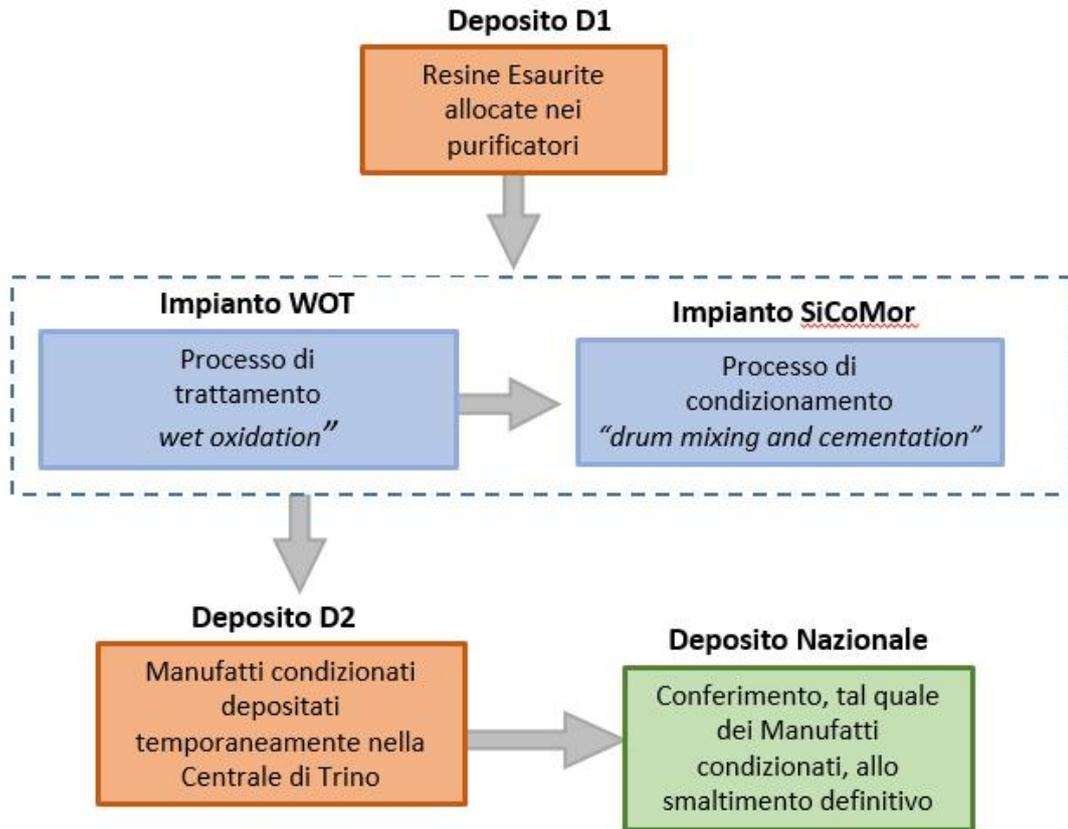 Deposito D1
Resine Esaurite
allocate nei
purificatori
Impianto WOT
Processo di
trattamento
wet oxidation”
Impianto SiCoMor
Processo di
condizionamento
“drum mixing and cementation”
Deposito D2
Manufatti condizionati
depositati
temporaneamente nella
Centrale di Trino
Deposito Nazionale
Conferimento, tal quale
dei Manufatti
condizionati, allo
smaltimento definitivo